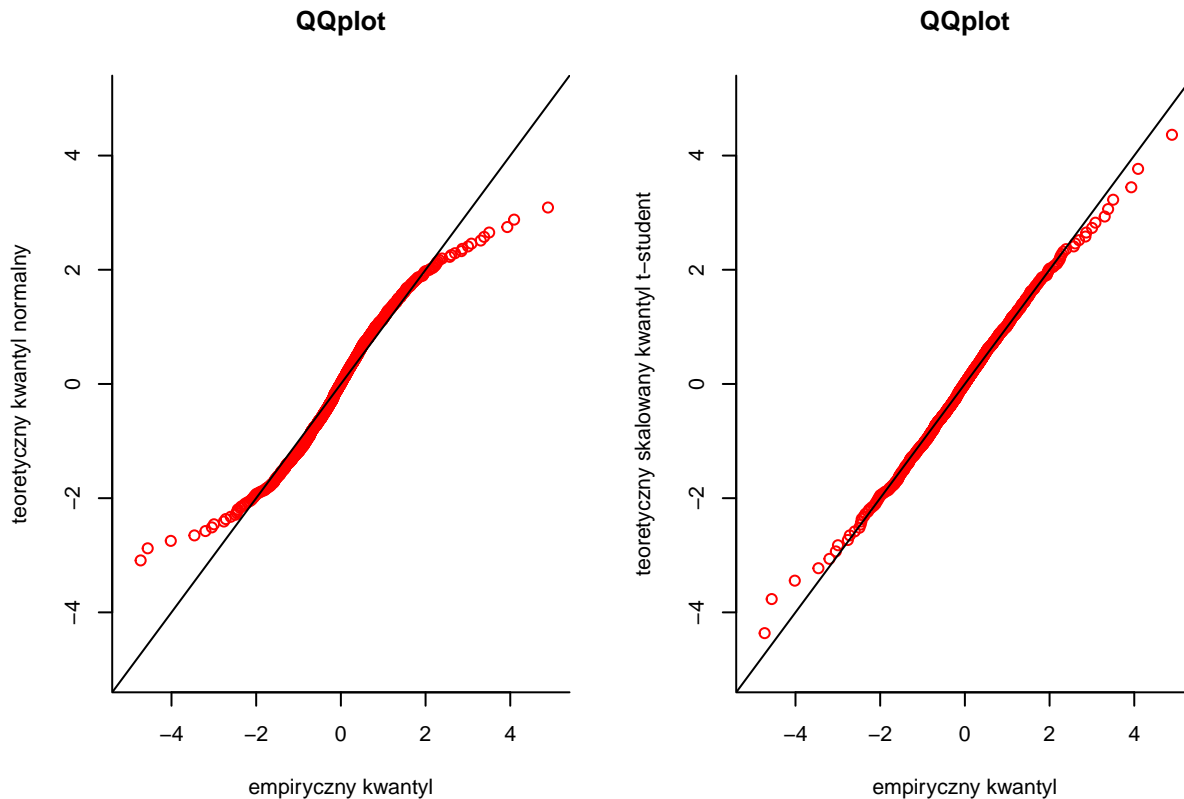 QQplot
teoretyczny kwantyl normalny
4
2
0
−2
−4
−4 −2 0 2 4
empiryczny kwantyl
QQplot
teoretyczny skalowany kwantyl t−student
4
2
0
−2
−4
−4 −2 0 2 4
empiryczny kwantyl